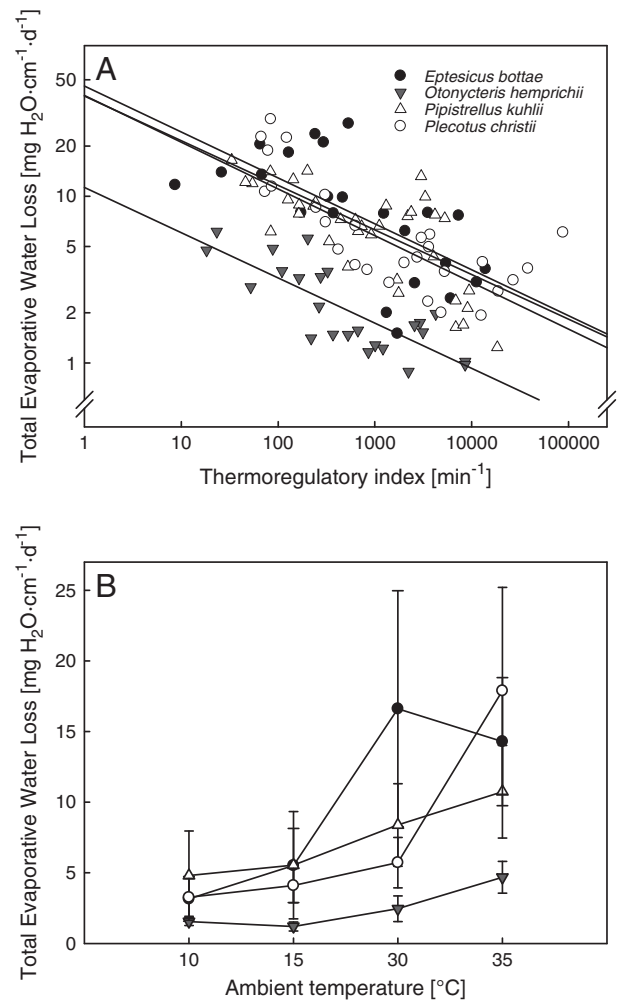 A
Eptesicus bottae
Otonycteris hemprichii
Pipistrellus kuhlii
Plecotus christii
Total Evaporative Water Loss [mg H₂O·cm⁻¹·d⁻¹]
50
20
10
5
2
1
1 10 100 1000 10000 100000
Thermoregulatory index [min⁻¹]
B
Total Evaporative Water Loss [mg H₂O·cm⁻¹·d⁻¹]
25
20
15
10
5
0
10 15 30 35
Ambient temperature [°C]